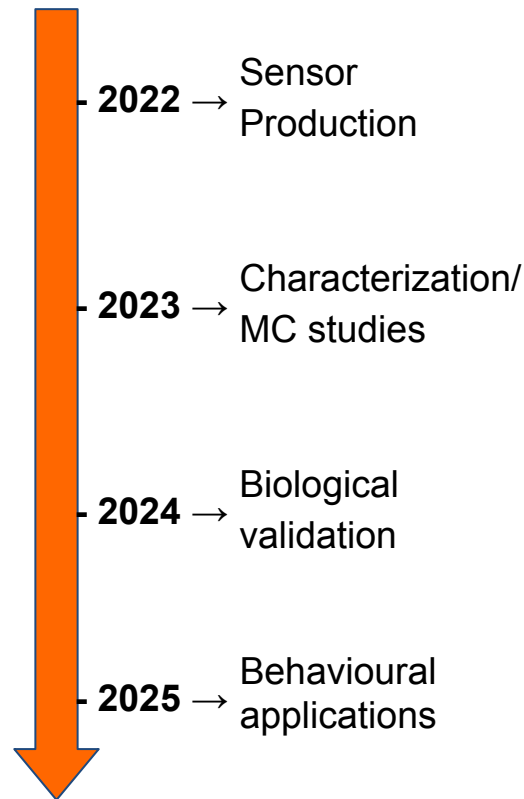 Sensor
- 2022 → Production
Characterization/
- 2023 → MC studies
Biological
- 2024 → validation
Behavioural
- 2025 → applications